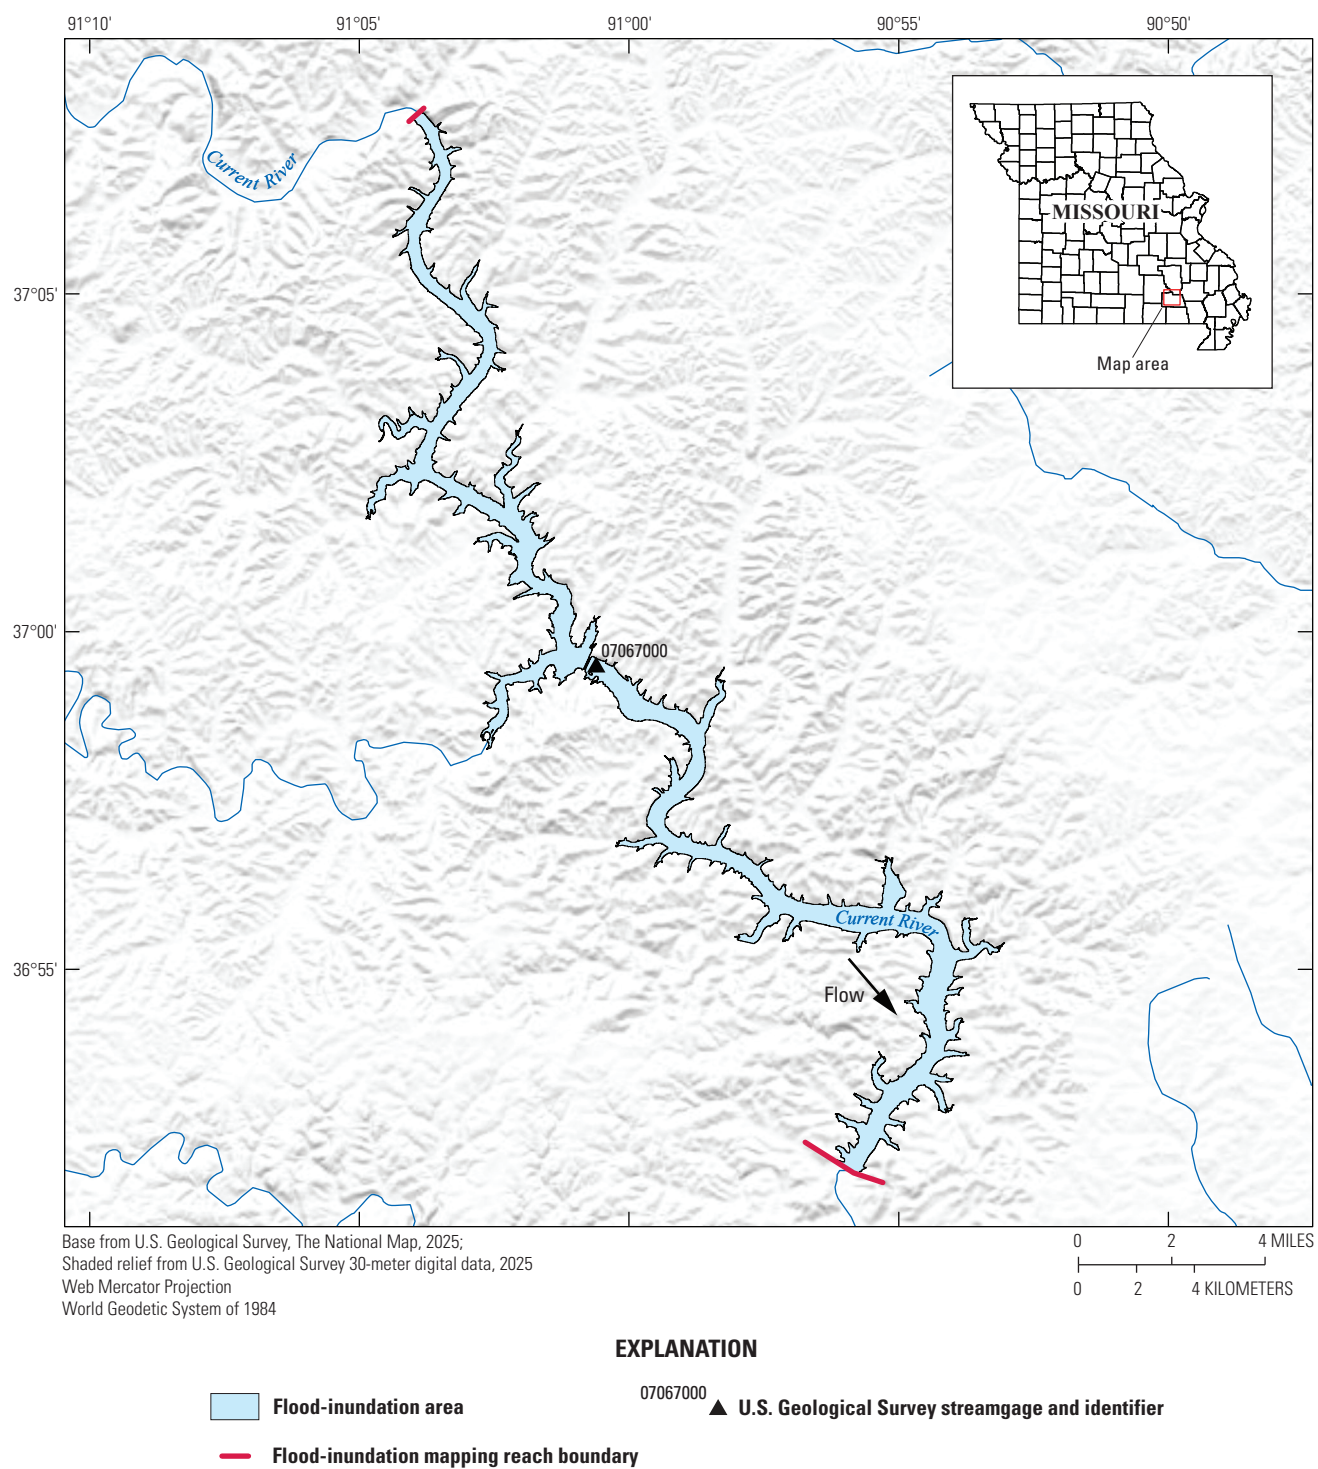 91°10'
91°05'
91°00'
90°55'
90°50'
Current River
MISSOURI
37°05'
Map area
37°00'
07067000
Current River
36°55'
Flow
Base from U.S. Geological Survey, The National Map, 2025;
Shaded relief from U.S. Geological Survey 30-meter digital data, 2025
Web Mercator Projection
World Geodetic System of 1984
0 2 4 MILES
0 2 4 KILOMETERS
EXPLANATION
Flood-inundation area
07067000
U.S. Geological Survey streamgage and identifier
Flood-inundation mapping reach boundary